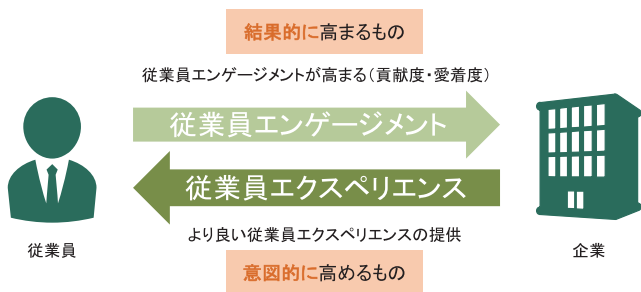 結果的に高まるもの
従業員エンゲージメントが高まる（貢献度・愛着度）
従業員エンゲージメント
従業員エクスペリエンス
従業員
より良い従業員エクスペリエンスの提供
企業
意図的に高めるもの